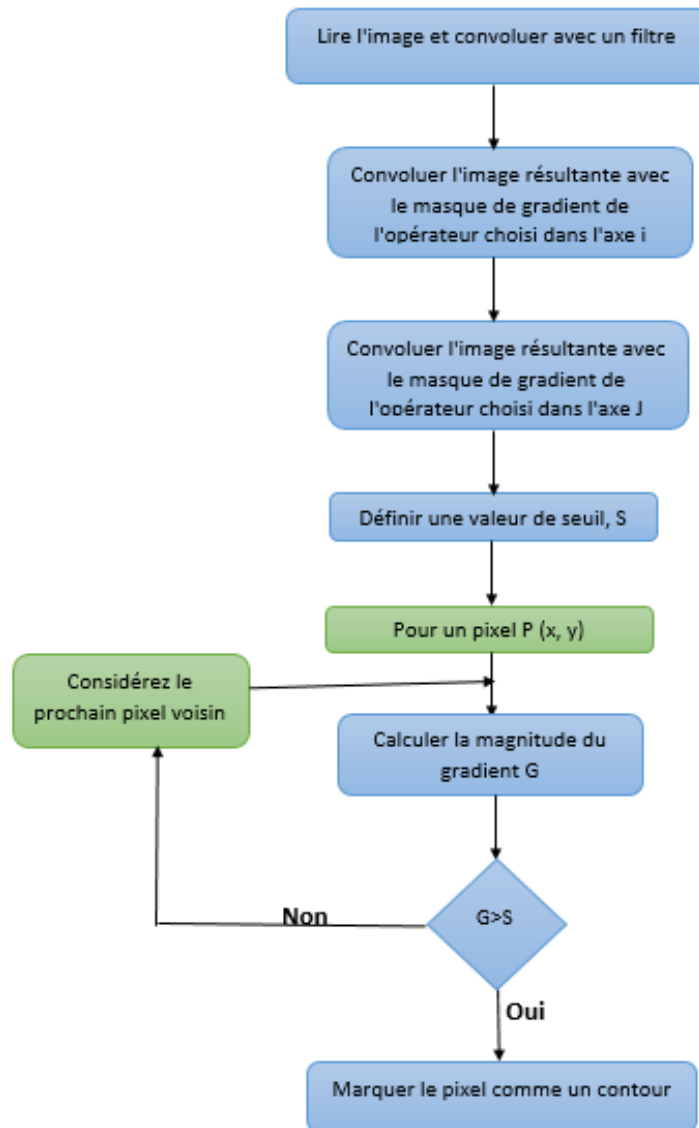 Lire l'image et convoluer avec un filtre
Convoluer l'image résultante avec
le masque de gradient de
l'opérateur choisi dans l'axe i
Convoluer l'image résultante avec
le masque de gradient de
l'opérateur choisi dans l'axe J
Définir une valeur de seuil, S
Pour un pixel P (x, y)
Considérez le
prochain pixel voisin
Calculer la magnitude du
gradient G
G>S
Non
Oui
Marquer le pixel comme un contour